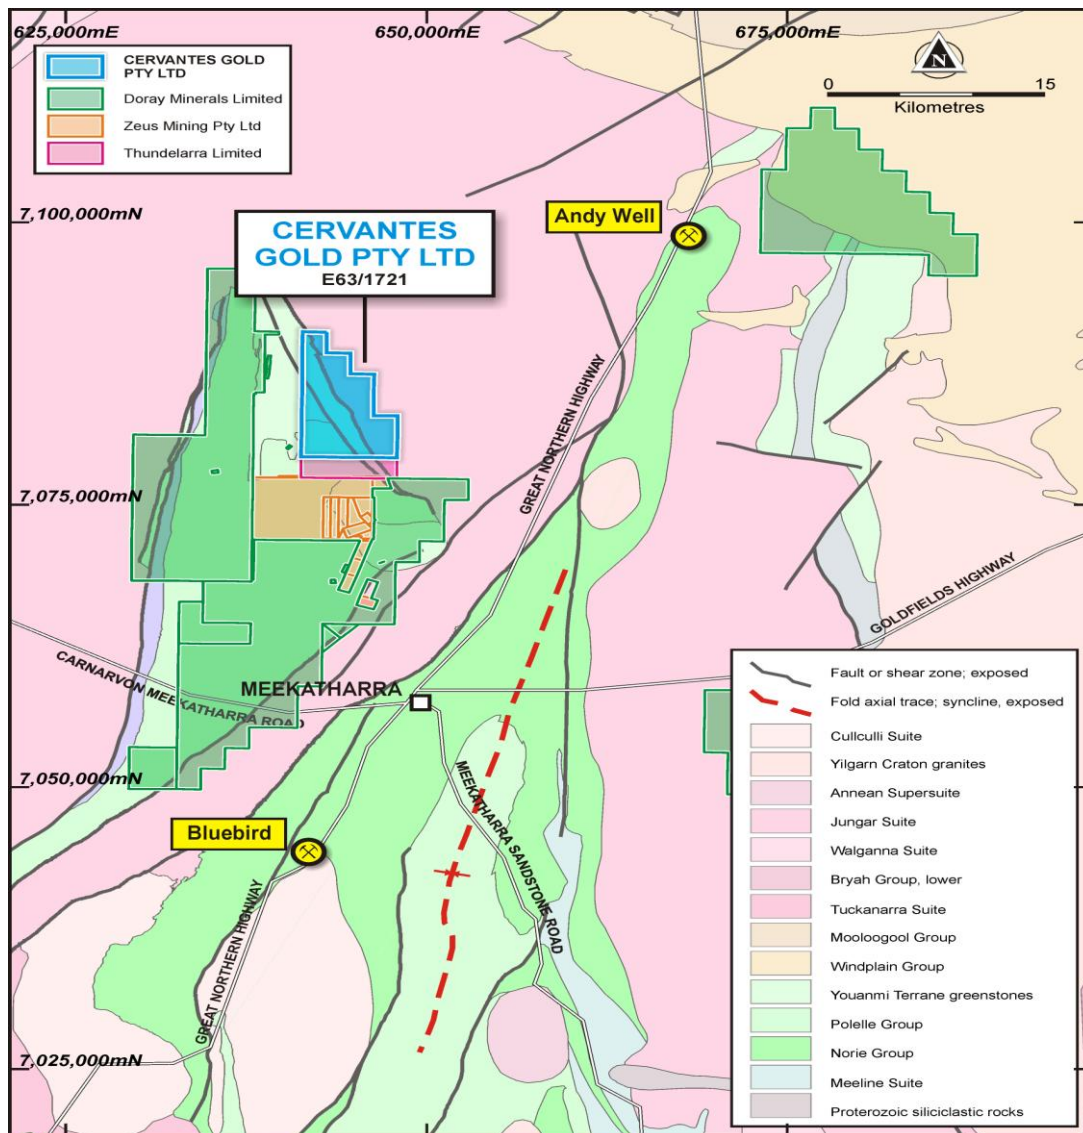 625,000mE
650,000mE
675,000mE
CERVANTES GOLD
PTY LTD
Doray Minerals Limited
Zeus Mining Pty Ltd
Thundelarra Limited
N
0
15
Kilometres
7,100,000mN
CERVANTES
GOLD PTY LTD
E63/1721
Andy Well
GREAT NORTHERN HIGHWAY
7,075,000mN
GOLDFIELDS HIGHWAY
CARNARVON MEEKATHARRA ROAD
MEEKATHARRA
7,050,000mN
MEEKATHARRA SANDSTONE ROAD
Bluebird
GREAT NORTHERN HIGHWAY
7,025,000mN
Fault or shear zone; exposed
Fold axial trace; syncline, exposed
Cullculli Suite
Yilgarn Craton granites
Annean Supersuite
Jungar Suite
Walganna Suite
Bryah Group, lower
Tuckanarra Suite
Mooloogool Group
Windplain Group
Youanmi Terrane greenstones
Polelle Group
Norie Group
Meeline Suite
Proterozoic siliciclastic rocks